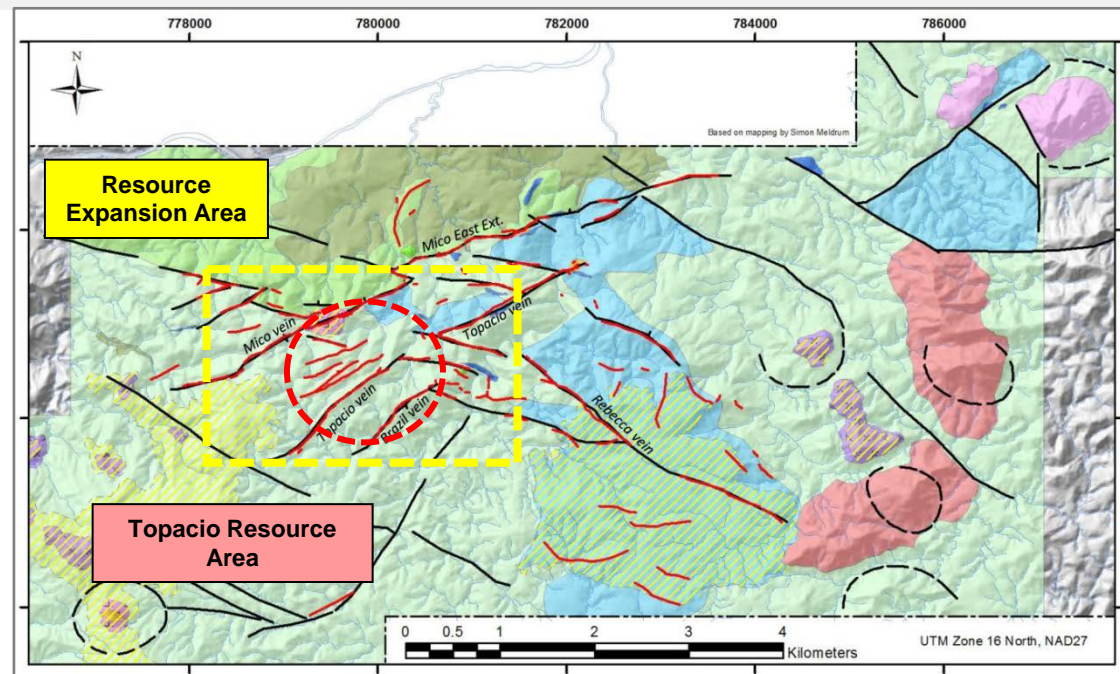 778000
780000
782000
784000
786000
N
Based on mapping by Simon Meldrum
Resource
Expansion Area
Mico East Ext.
Mico vein
Topacio vein
Topacio vein
Brazil vein
Rebecca vein
Topacio Resource
Area
0 0.5 1 2 3 4
Kilometers
UTM Zone 16 North, NAD27